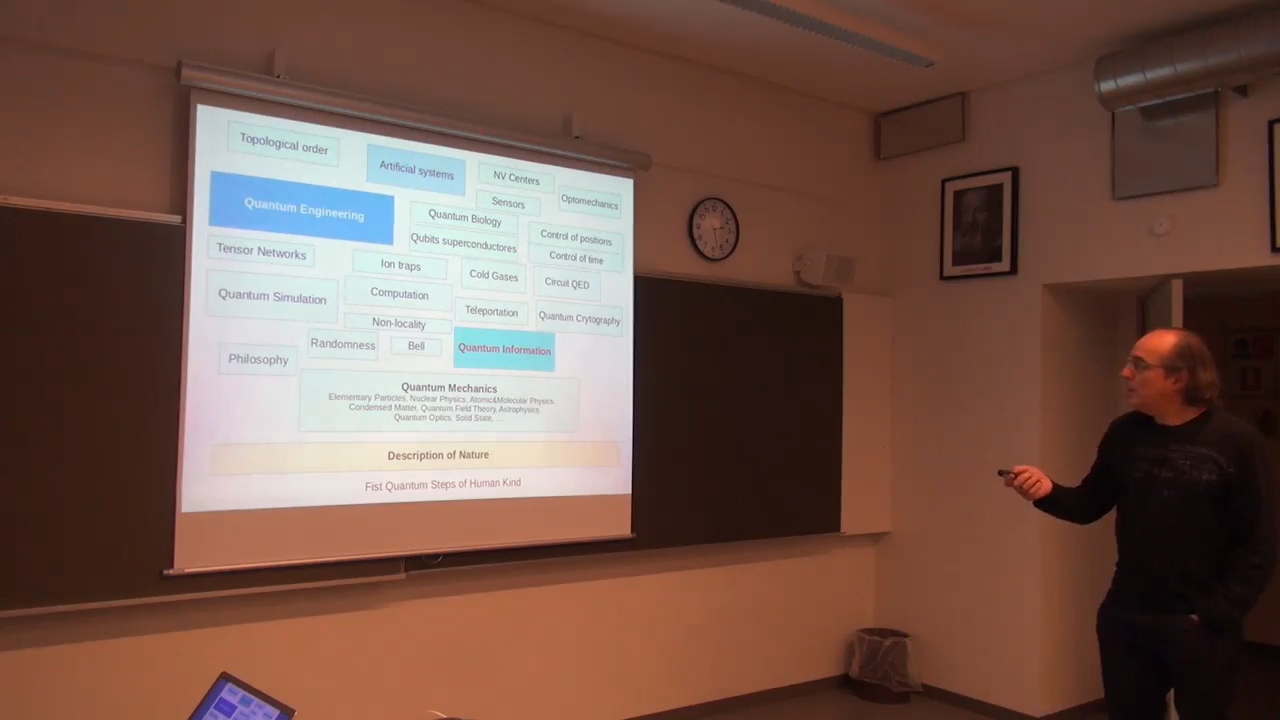 Topological order
Artificial systems
NV Centers
Sensors
Optomechanics
Quantum Engineering
Quantum Biology
Qubits superconductores
Control of positions
Control of time
Tensor Networks
Ion traps
Cold Gases
Circuit QED
Quantum Simulation
Computation
Teleportation
Quantum Crytography
Non-locality
Randomness
Bell
Quantum Information
Philosophy
Quantum Mechanics
Elementary Particles, Nuclear Physics, Atomic&Molecular Physics,
Condensed Matter, Quantum Field Theory, Astrophysics,
Quantum Optics, Solid State, ...
Description of Nature
Fist Quantum Steps of Human Kind